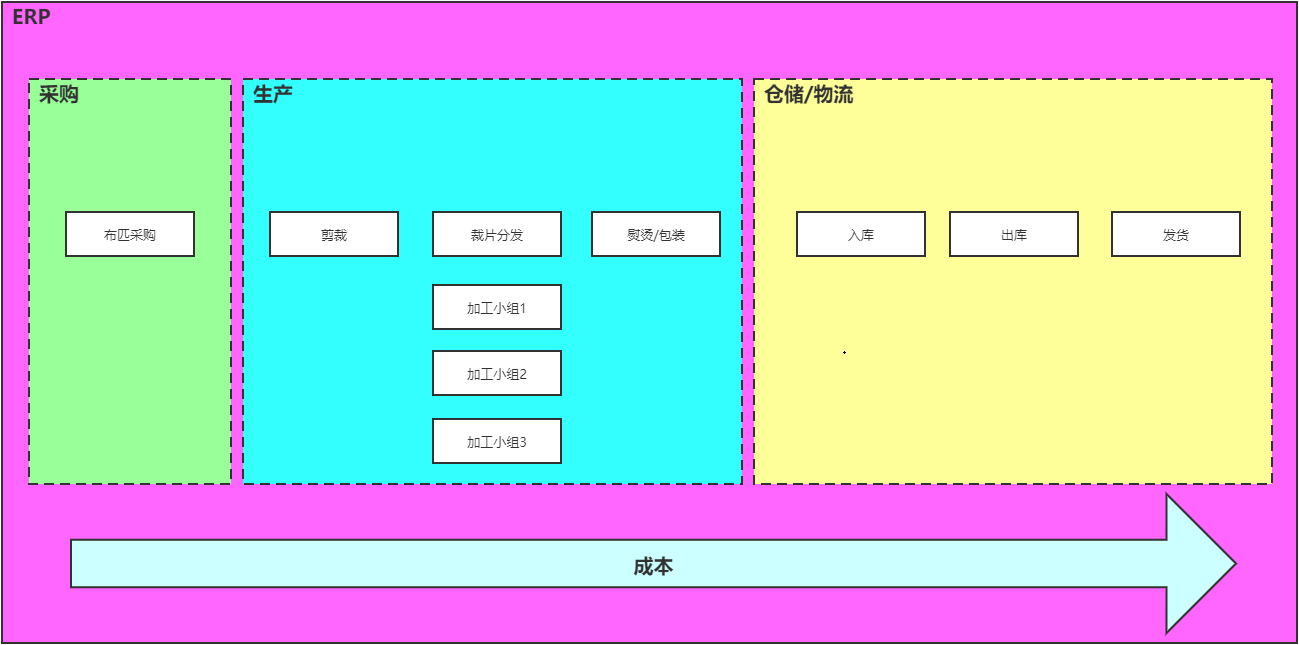 ERP
采购
生产
仓储/物流
布匹采购
剪裁
裁片分发
熨烫/包装
入库
出库
发货
加工小组1
加工小组2
加工小组3
成本